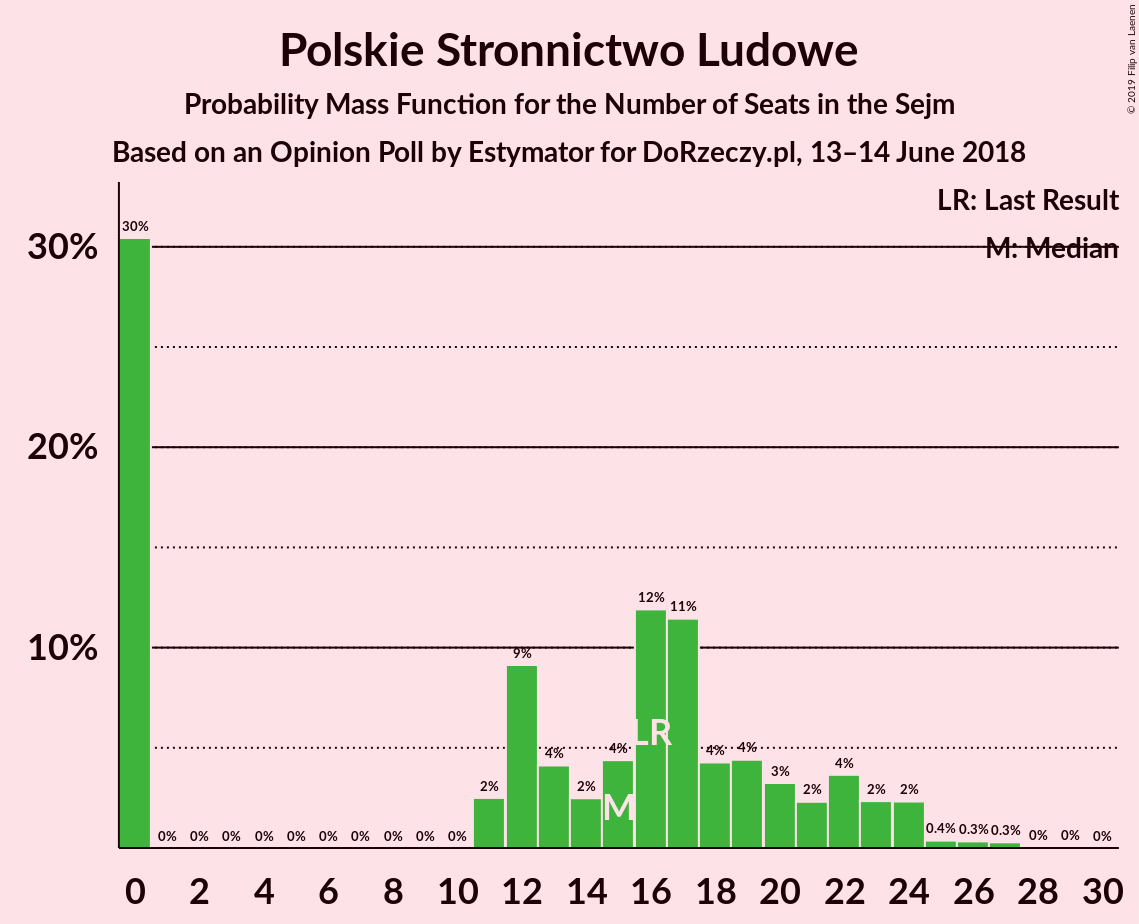 Polskie Stronnictwo Ludowe
Probability Mass Function for the Number of Seats in the Sejm
Based on an Opinion Poll by Estymator for DoRzeczy.pl, 13–14 June 2018
© 2019 Filip van Laenen
LR: Last Result
M: Median
30%
20%
10%
30%
0% 0% 0% 0% 0% 0% 0% 0% 0% 0%
2%
9%
4%
2%
4%
12%
11%
4%
4%
3%
2%
4%
2%
2%
0.4%
0.3%
0.3%
0% 0% 0%
LR
M
0 2 4 6 8 10 12 14 16 18 20 22 24 26 28 30